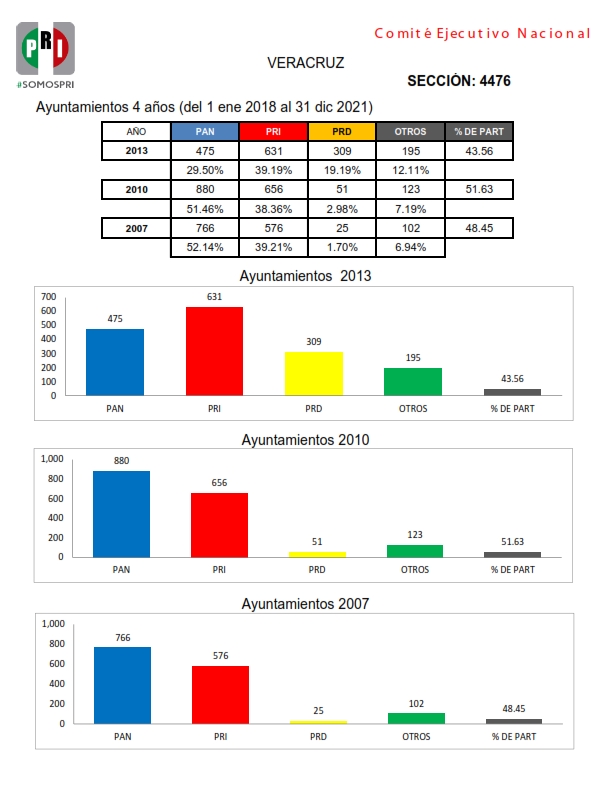 PRI
#SOMOSPRI
Comité Ejecutivo Nacional
VERACRUZ
SECCIÓN: 4476
Ayuntamientos 4 años (del 1 ene 2018 al 31 dic 2021)
AÑO PAN PRI PRD OTROS % DE PART
2013 475 631 309 195 43.56
29.50% 39.19% 19.19% 12.11%
2010 880 656 51 123 51.63
51.46% 38.36% 2.98% 7.19%
2007 766 576 25 102 48.45
52.14% 39.21% 1.70% 6.94%
Ayuntamientos 2013
700
600
500
400
300
200
100
0
475 631 309 195 43.56
PAN PRI PRD OTROS % DE PART
Ayuntamientos 2010
1,000
800
600
400
200
0
880 656 51 123 51.63
PAN PRI PRD OTROS % DE PART
Ayuntamientos 2007
1,000
800
600
400
200
0
766 576 25 102 48.45
PAN PRI PRD OTROS % DE PART